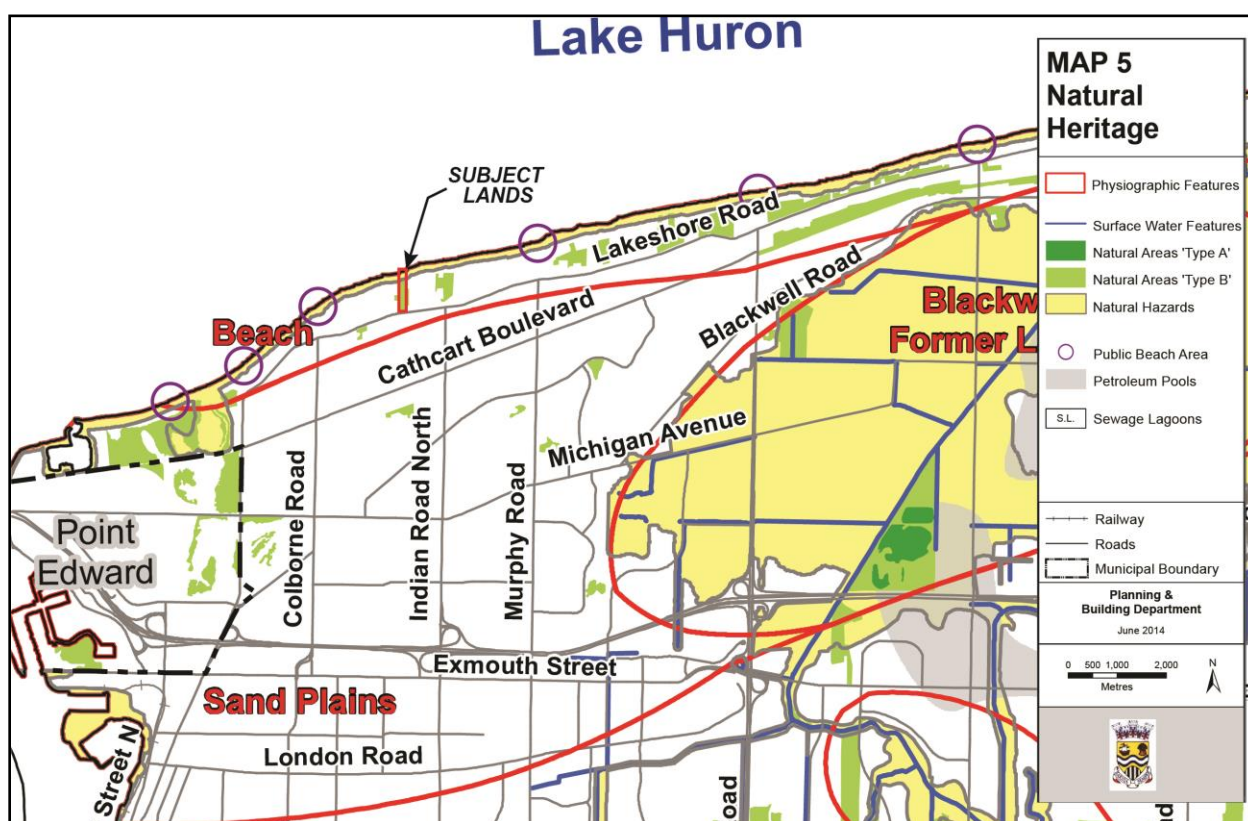 Lake Huron
SUBJECT
LANDS
Lakeshore Road
Beach
Cathcart Boulevard
Blackwell Road
Former
Michigan Avenue
Point
Edward
Colborne Road
Indian Road North
Murphy Road
Exmouth Street
Sand Plains
London Road
Street N
MAP 5
Natural
Heritage
Physiographic Features
Surface Water Features
Natural Areas 'Type A'
Natural Areas 'Type B'
Natural Hazards
Public Beach Area
Petroleum Pools
S.L. Sewage Lagoons
Railway
Roads
Municipal Boundary
Planning &
Building Department
June 2014
0 500 1,000 2,000
Metres
N